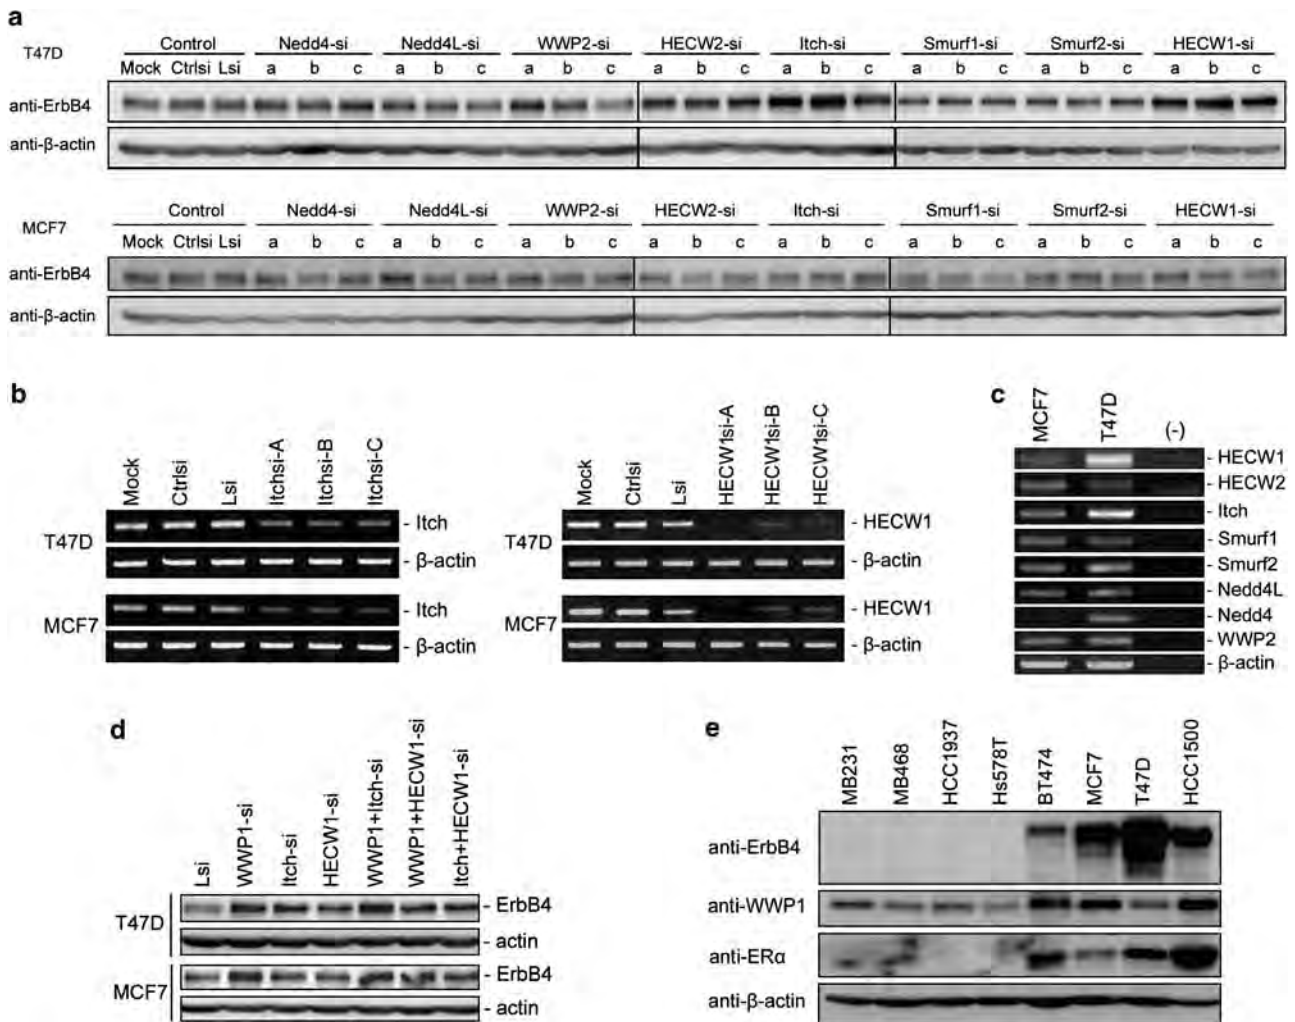 a
T47D
Control Nedd4-si Nedd4L-si WWP2-si HECW2-si Itch-si Smurf1-si Smurf2-si HECW1-si
Mock Ctrlsi Lsi a b c a b c a b c a b c a b c a b c a b c a b c
anti-ErbB4
anti-β-actin
MCF7
Control Nedd4-si Nedd4L-si WWP2-si HECW2-si Itch-si Smurf1-si Smurf2-si HECW1-si
Mock Ctrlsi Lsi a b c a b c a b c a b c a b c a b c a b c a b c
anti-ErbB4
anti-β-actin
b
Mock Ctrlsi Lsi Itchsi-A Itchsi-B Itchsi-C
T47D
- Itch
- β-actin
MCF7
- Itch
- β-actin
Mock Ctrlsi Lsi HECW1si-A HECW1si-B HECW1si-C
T47D
- HECW1
- β-actin
MCF7
- HECW1
- β-actin
c
MCF7 T47D (-)
- HECW1
- HECW2
- Itch
- Smurf1
- Smurf2
- Nedd4L
- Nedd4
- WWP2
- β-actin
d
Lsi WWP1-si Itch-si HECW1-si WWP1+Itch-si WWP1+HECW1-si Itch+HECW1-si
T47D
- ErbB4
- actin
MCF7
- ErbB4
- actin
e
MB231 MB468 HCC1937 Hs578T BT474 MCF7 T47D HCC1500
anti-ErbB4
anti-WWP1
anti-ERα
anti-β-actin